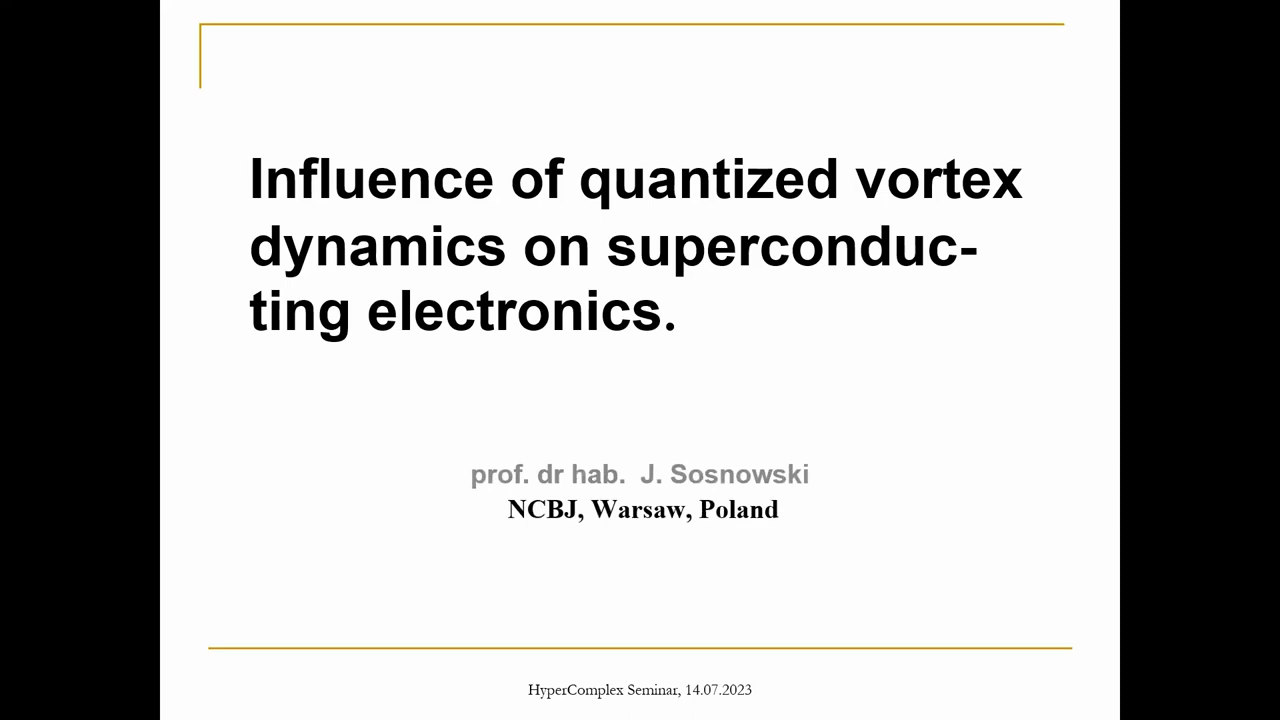 Influence of quantized vortex
dynamics on superconduc-
ting electronics.
prof. dr hab.  J. Sosnowski
NCBJ, Warsaw, Poland
HyperComplex Seminar, 14.07.2023